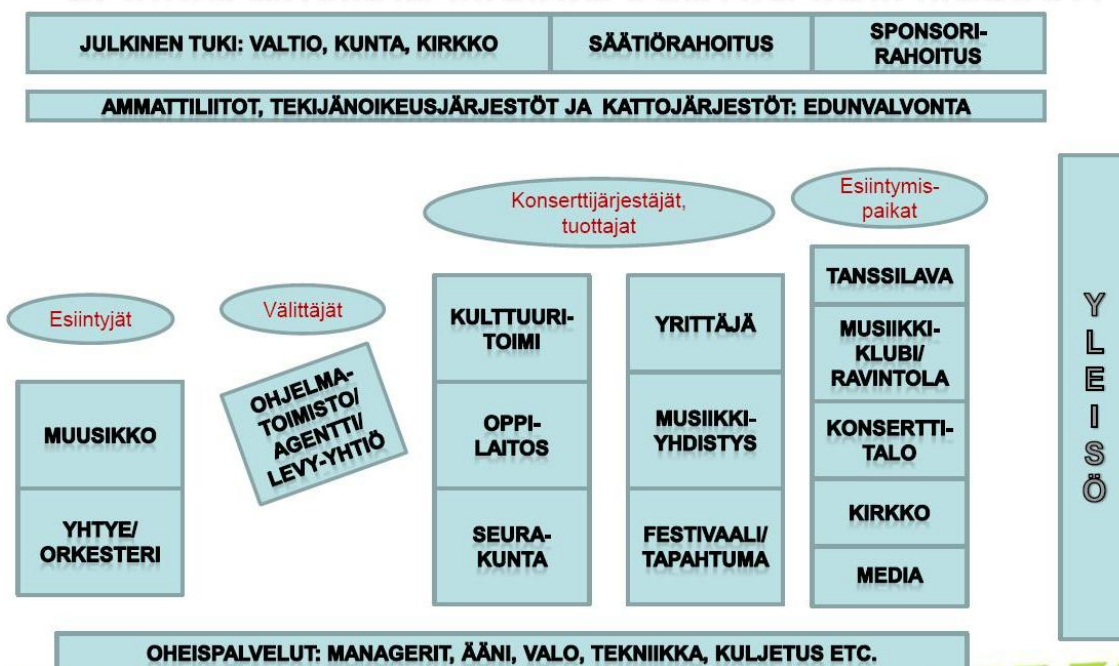 JULKINEN TUKI: VALTIO, KUNTA, KIRKKO
SÄÄTIÖRAHOITUS
SPONSORI-
RAHOITUS
AMMATTILIITOT, TEKIJÄNOIKEUSJÄRJESTÖT JA KATTOJÄRJESTÖT: EDUNVALVONTA
Esiintyjät
MUUSIKKO
YHTYE/
ORKESTERI
Välittäjät
OHJELMA-
TOIMISTO/
AGENTTI/
LEVY-YHTIÖ
Konserttijärjestäjät,
tuottajat
KULTTUURI-
TOIMI
OPPI-
LAITOS
SEURA-
KUNTA
YRITTÄJÄ
MUSIIKKI-
YHDISTYS
FESTIVAALI/
TAPAHTUMA
Esiintymis-
paikat
TANSSILAVA
MUSIIKKI-
KLUBI/
RAVINTOLA
KONSERTTI-
TALO
KIRKKO
MEDIA
YLEISÖ
OHEISPALVELUT: MANAGERIT, ÄÄNI, VALO, TEKNIIKKA, KULJETUS ETC.